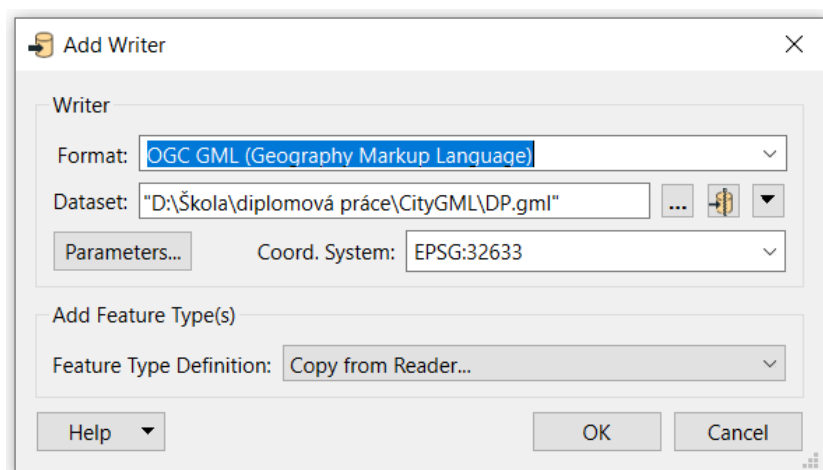 Add Writer
Writer
Format: OGC GML (Geography Markup Language)
Dataset: "D:\Škola\diplomová práce\CityGML\DP.gml" ...
Parameters... Coord. System: EPSG:32633
Add Feature Type(s)
Feature Type Definition: Copy from Reader...
Help OK Cancel